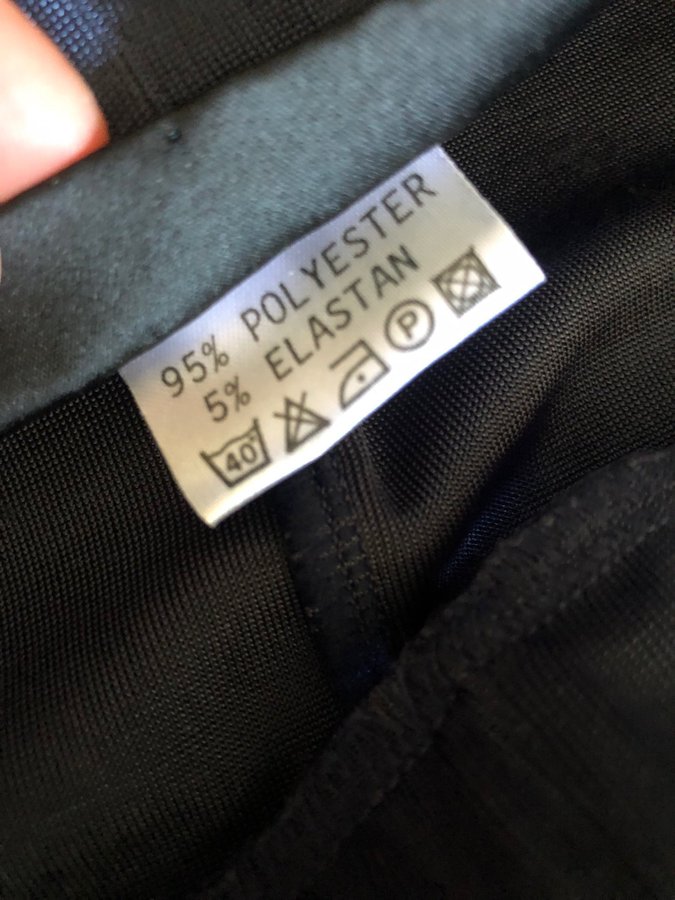 95% POLYESTER
5% ELASTAN
40° P